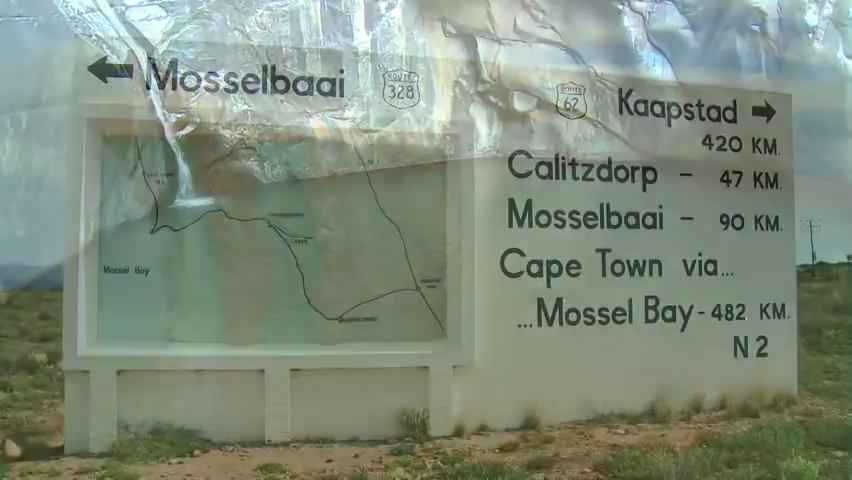 Mosselbaai
ROUTE
328
ROUTE
62
Kaapstad
420 KM.
Calitzdorp - 47 KM.
Mosselbaai - 90 KM.
Cape Town via...
...Mossel Bay - 482 KM.
N2
Mossel Bay